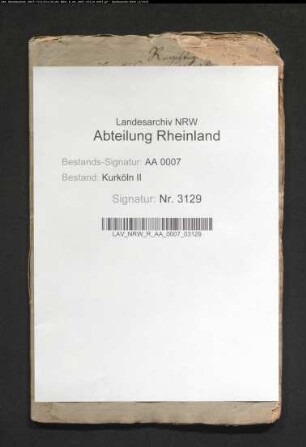 Landesarchiv NRW
Abteilung Rheinland
Bestands-Signatur: AA 0007
Bestand: Kurköln II
Signatur: Nr. 3129
LAV_NRW_R_AA_0007_03129